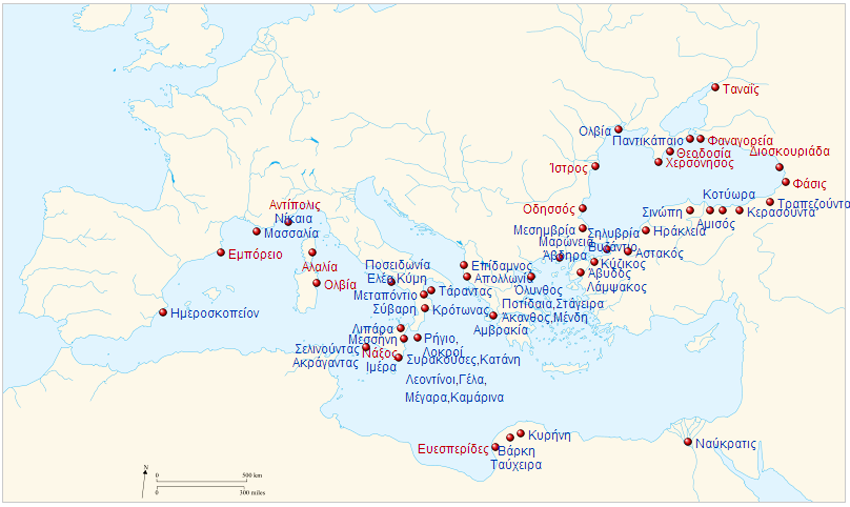 Ταναΐς
Ολβία
Παντικάπαιο
Φαναγορεία
Θεοδοσία
Διοσκουριάδα
Χερσόνησος
Ίστρος
Φάσις
Κοτύωρα
Τραπεζούντα
Αντίπολις
Οδησσός
Σινώπη
Κερασούντα
Νίκαια
Αμισός
Μασσαλία
Μεσημβρία
Σηλυβρία
Ηράκλεια
Μαρώνεια
Βυζάντιο
Εμπόρειο
Άβδηρα
Αστακός
Αλαλία
Ποσειδωνία
Επίδαμνος
Κύζικος
Ελέα,Κύμη
Απολλωνία
Άβυδος
Ολβία
Τάραντας
Όλυνθος
Λάμψακος
Μεταπόντιο
Ποτίδαια,Στάγειρα
Σύβαρη
Κρότωνας
Άκανθος,Μένδη
Ημεροσκοπείον
Αμβρακία
Λιπάρα
Μεσσήνη
Ρήγιο,
Σελινούντας
Νάξος
Λοκροί
Ακράγαντας
Ιμέρα
Συρακούσες,Κατάνη
Λεοντίνοι,Γέλα,
Μέγαρα,Καμάρινα
Κυρήνη
Ναύκρατις
Ευεσπερίδες
Βάρκη
Ταύχειρα
N
0 500 km
0 300 miles